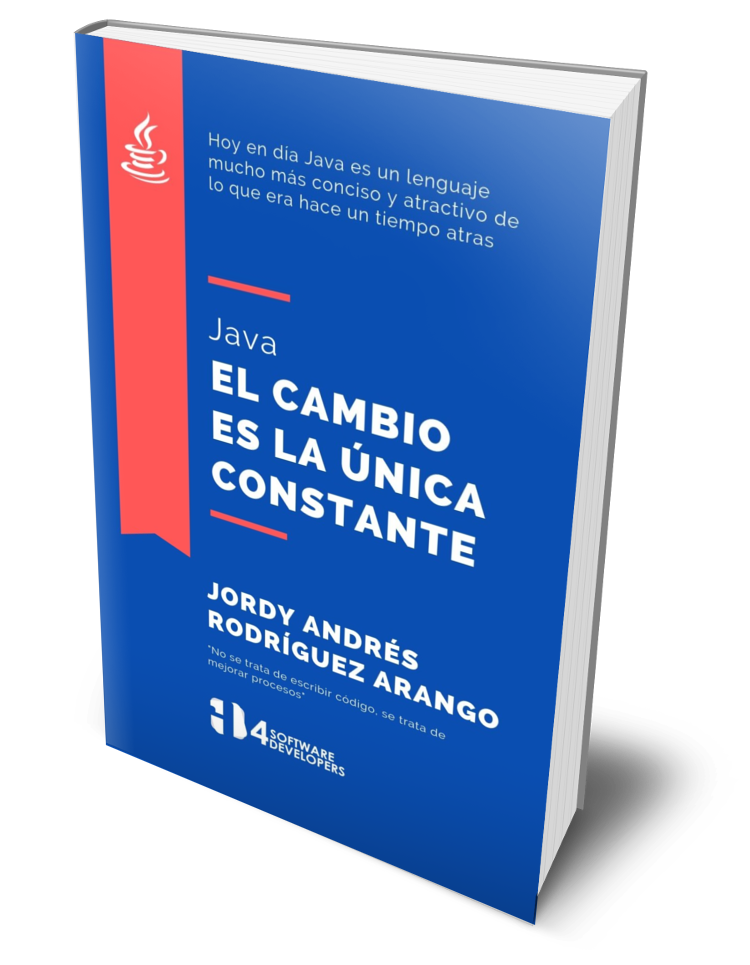 Hoy en día Java es un lenguaje
mucho más conciso y atractivo de
lo que era hace un tiempo atras
Java
EL CAMBIO
ES LA ÚNICA
CONSTANTE
JORDY ANDRÉS
RODRÍGUEZ ARANGO
"No se trata de escribir código, se trata de
mejorar procesos"
4 SOFTWARE
DEVELOPERS